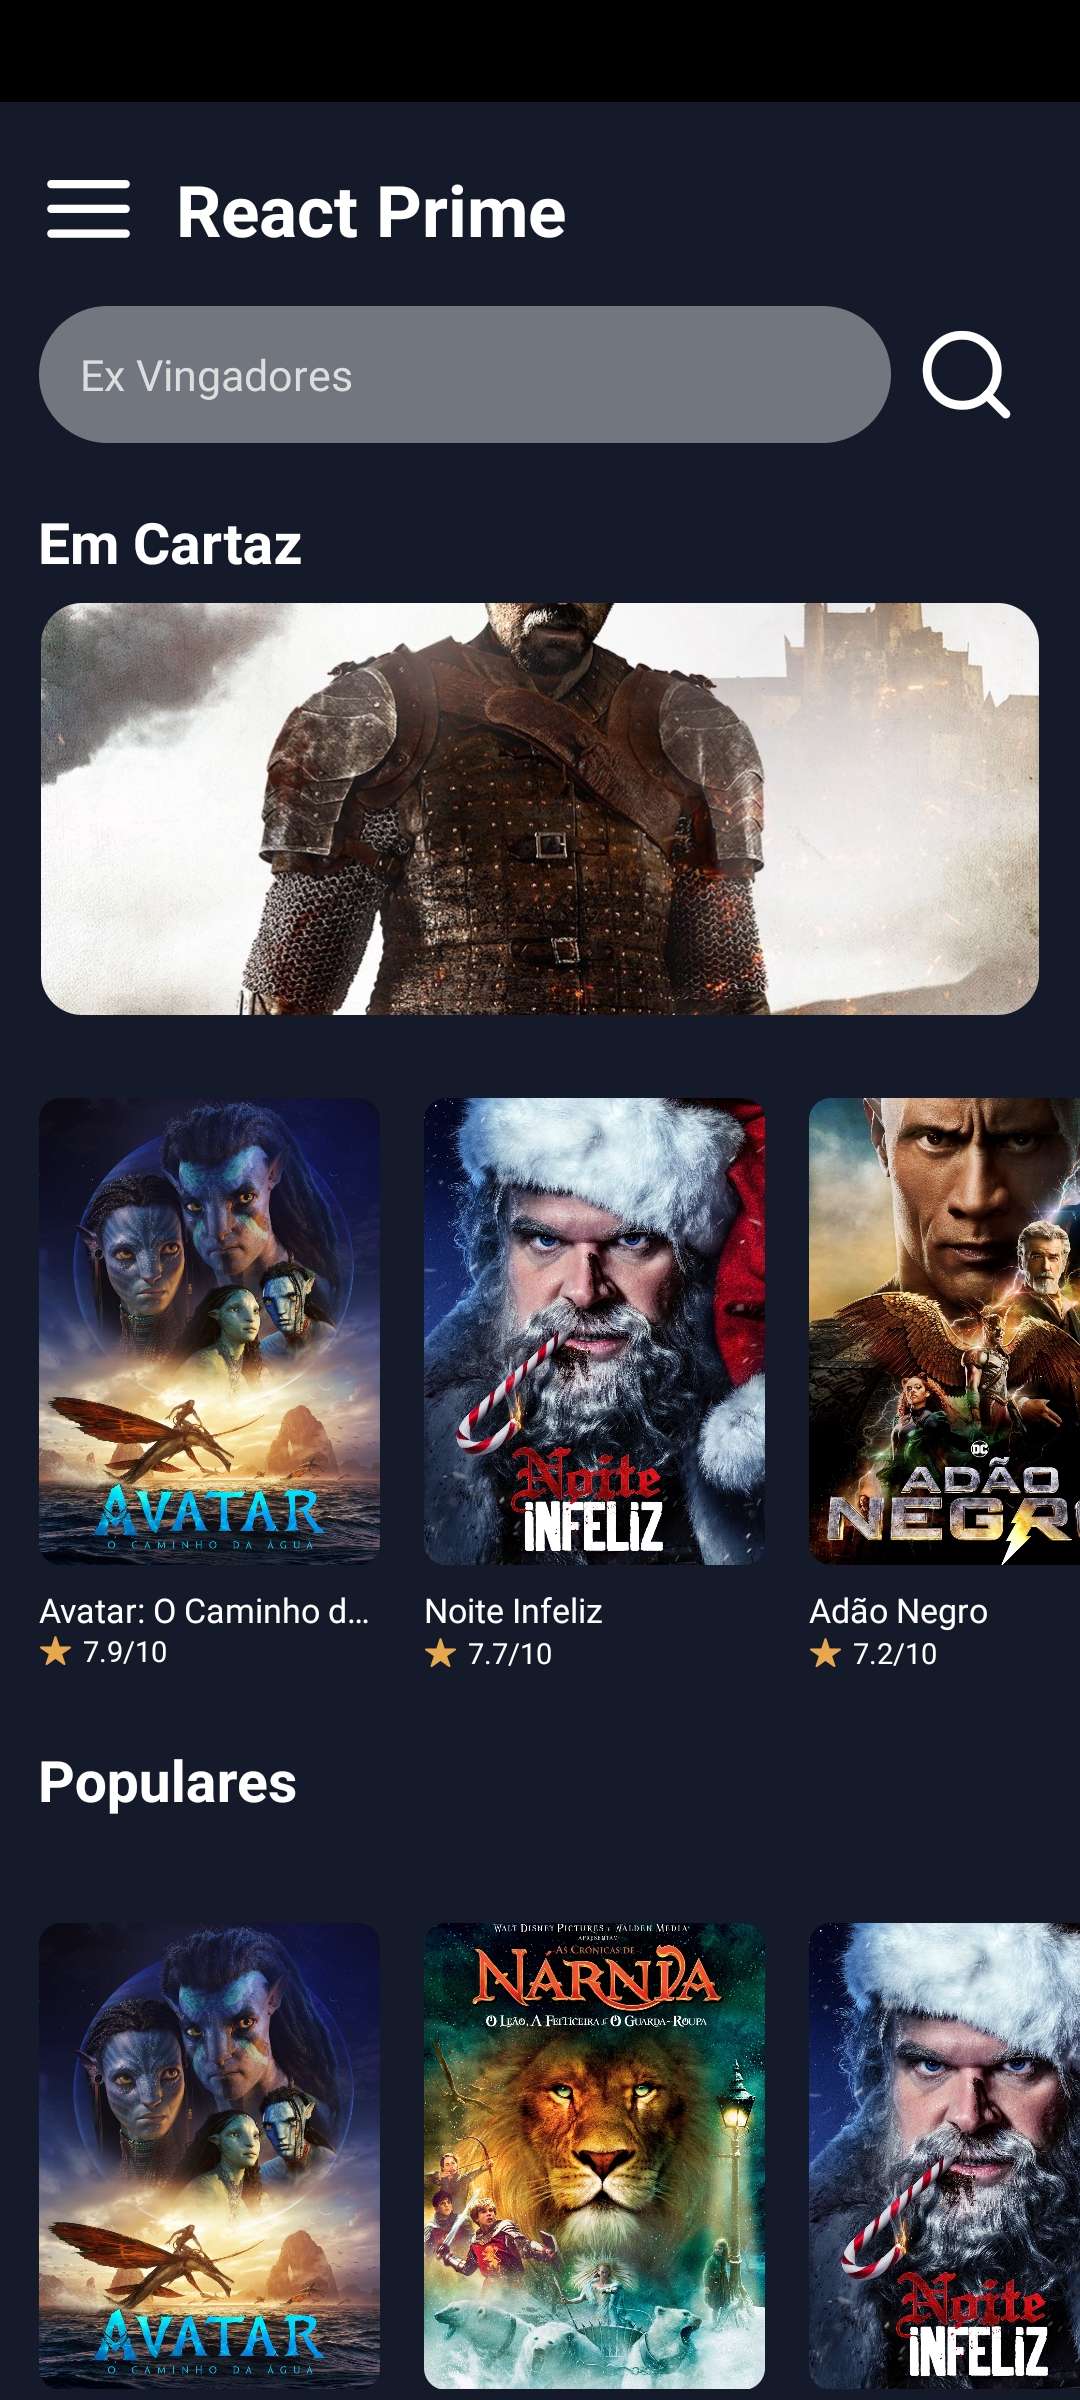 React Prime
Ex Vingadores
Em Cartaz
AVATAR
O CAMINHO DA ÁGUA
Noite
INFELIZ
DC
ADÃO
NEGR
Avatar: O Caminho d...
7.9/10
Noite Infeliz
7.7/10
Adão Negro
7.2/10
Populares
AVATAR
O CAMINHO DA ÁGUA
WALT DISNEY PICTURES E WALDEN MEDIA
APRESENTAM
AS CRÔNICAS DE
NÁRNIA
O LEÃO, A FEITICEIRA E O GUARDA-ROUPA
Noite
INFELIZ